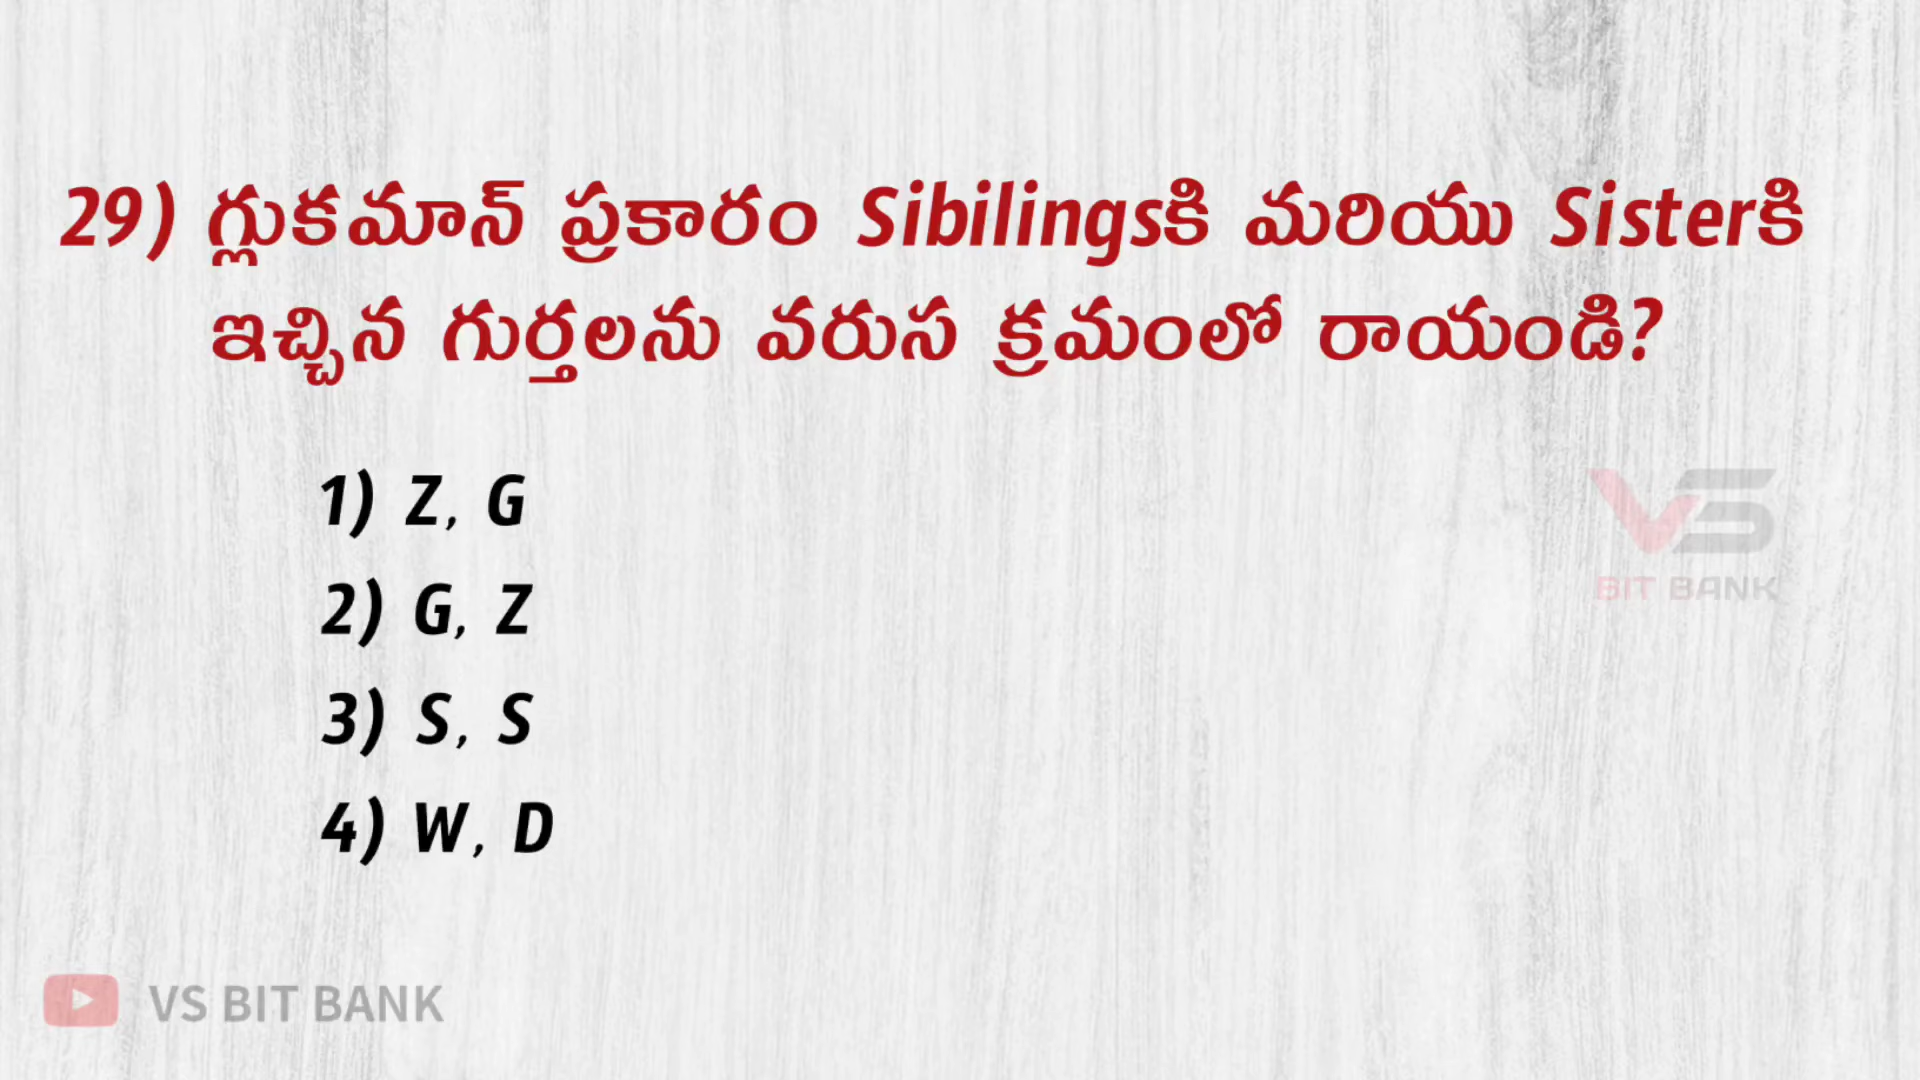 29) గ్లుకమాన్ ప్రకారం Sibilingsకి మరియు Sisterకి
ఇచ్చిన గుర్తలను వరుస క్రమంలో రాయండి?
1) Z, G
2) G, Z
3) S, S
4) W, D
VS
BIT BANK
VS BIT BANK